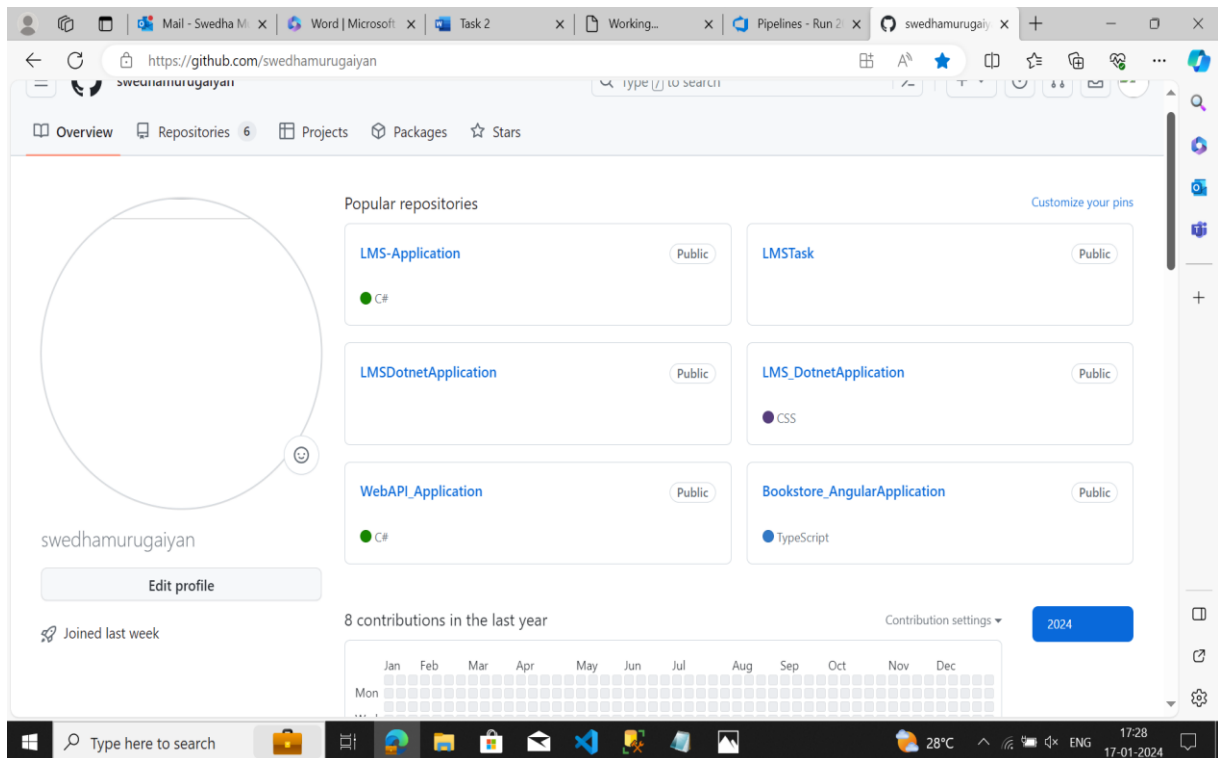 Mail - Swedha M
Word | Microsoft
Task 2
Working...
Pipelines - Run 2
swedhamurugaiy
https://github.com/swedhamurugaiyan
swedhamurugaiyan
Type / to search
Overview
Repositories 6
Projects
Packages
Stars
Popular repositories
Customize your pins
LMS-Application Public
C#
LMSTask Public
LMSDotnetApplication Public
LMS_DotnetApplication Public
CSS
WebAPI_Application Public
C#
Bookstore_AngularApplication Public
TypeScript
swedhamurugaiyan
Edit profile
Joined last week
8 contributions in the last year
Contribution settings
2024
Jan Feb Mar Apr May Jun Jul Aug Sep Oct Nov Dec
Mon
Type here to search
28°C
ENG
17:28
17-01-2024